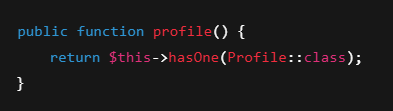 public function profile() {
    return $this->hasOne(Profile::class);
}